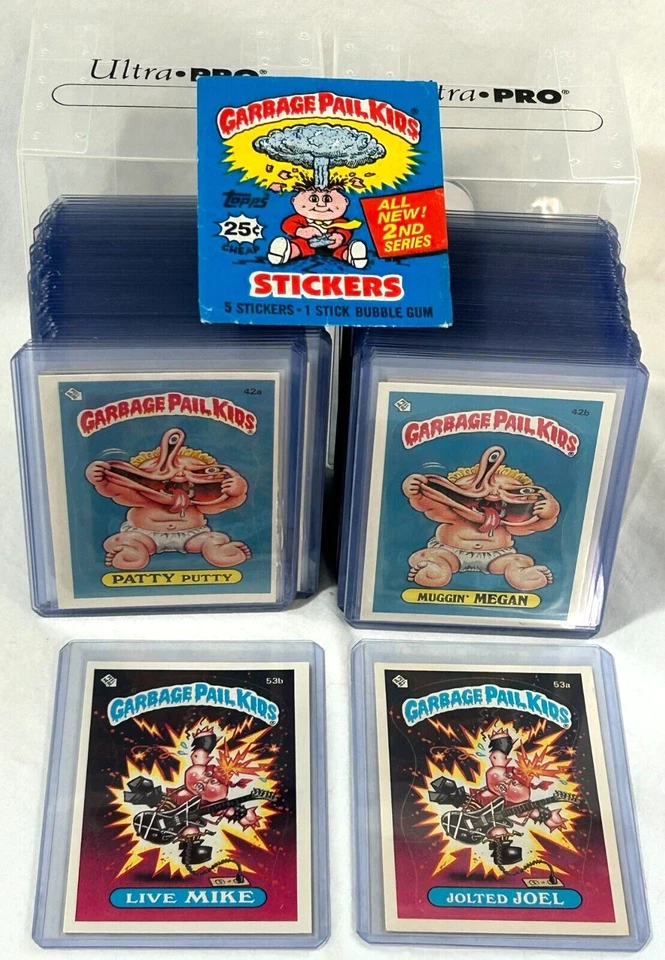 Ultra•PRO®
tra•PRO®
GARBAGE PAIL KIDS
Topps
25¢
CHEAP
ALL
NEW!
2ND
SERIES
STICKERS
5 STICKERS • 1 STICK BUBBLE GUM
42a
GARBAGE PAIL KIDS
PATTY PUTTY
42b
GARBAGE PAIL KIDS
MUGGIN' MEGAN
53b
GARBAGE PAIL KIDS
LIVE MIKE
53a
GARBAGE PAIL KIDS
JOLTED JOEL